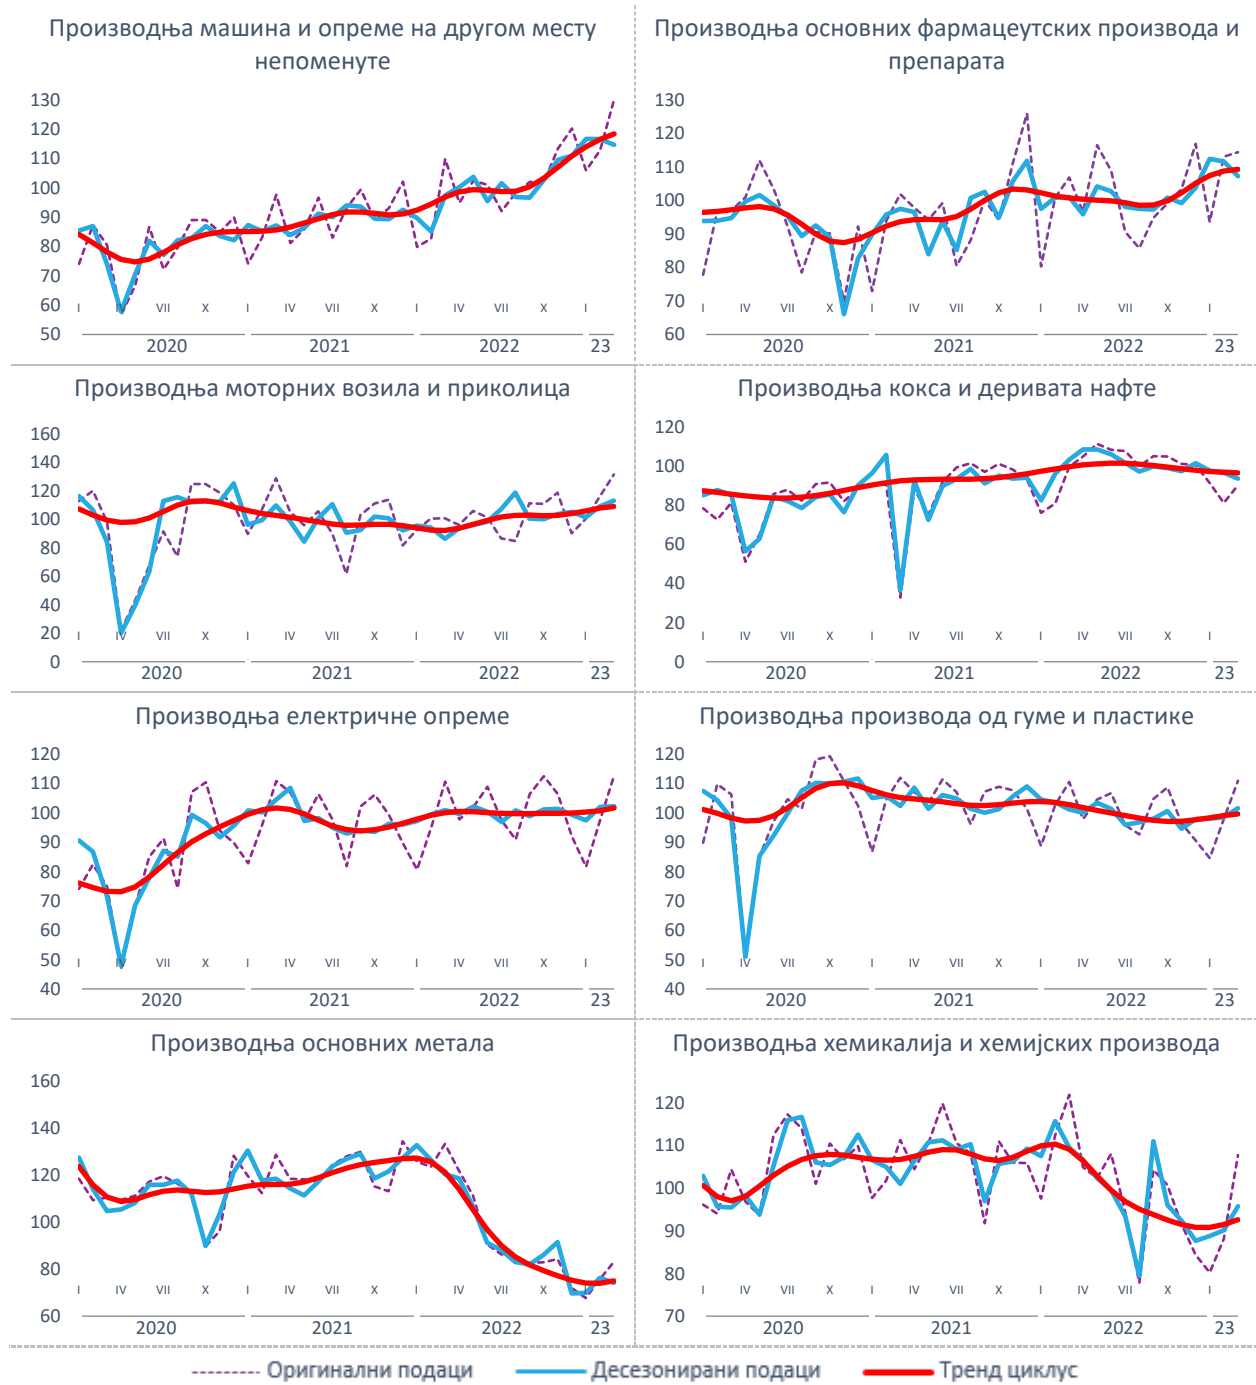 Производња машина и опреме на другом месту
непоменуте
130
120
110
100
90
80
70
60
50
I IV VII X I IV VII X I IV VII X I
2020 2021 2022 23
Производња основних фармацеутских производа и
препарата
130
120
110
100
90
80
70
60
I IV VII X I IV VII X I IV VII X I
2020 2021 2022 23
Производња моторних возила и приколица
160
140
120
100
80
60
40
20
0
I IV VII X I IV VII X I IV VII X I
2020 2021 2022 23
Производња кокса и деривата нафте
120
100
80
60
40
20
0
I IV VII X I IV VII X I IV VII X I
2020 2021 2022 23
Производња електричне опреме
120
110
100
90
80
70
60
50
40
I IV VII X I IV VII X I IV VII X I
2020 2021 2022 23
Производња производа од гуме и пластике
120
110
100
90
80
70
60
50
40
I IV VII X I IV VII X I IV VII X I
2020 2021 2022 23
Производња основних метала
160
140
120
100
80
60
I IV VII X I IV VII X I IV VII X I
2020 2021 2022 23
Производња хемикалија и хемијских производа
120
110
100
90
80
70
I IV VII X I IV VII X I IV VII X I
2020 2021 2022 23
Оригинални подаци Десезонирани подаци Тренд циклус